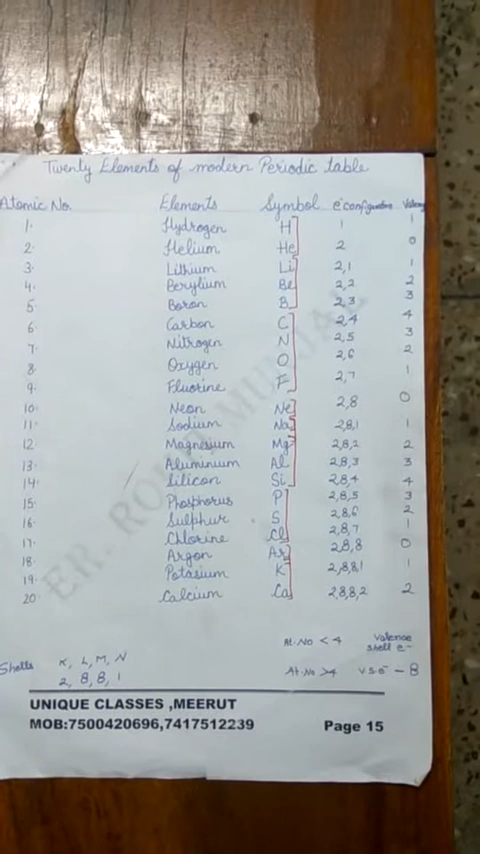 Twenty Elements of modern Periodic table
Atomic No. Elements Symbol e⁻configuration Valency
1. Hydrogen H 1 1
2. Helium He 2 0
3. Lithium Li 2,1 1
4. Berylium Be 2,2 2
5. Boron B 2,3 3
6. Carbon C 2,4 4
7. Nitrogen N 2,5 3
8. Oxygen O 2,6 2
9. Fluorine F 2,7 1
10. Neon Ne 2,8 0
11. Sodium Na 2,8,1 1
12 Magnesium Mg 2,8,2 2
13. Aluminium Al 2,8,3 3
14. Silicon Si 2,8,4 4
15. Phosphorus P 2,8,5 3
16. Sulphur S 2,8,6 2
17. Chlorine Cl 2,8,7 1
18. Argon Ar 2,8,8 0
19. Potasium K 2,8,8,1 1
20 Calcium Ca 2,8,8,2 2
At. No < 4 Valence shell e-
Shells K, L, M, N
2, 8, 8, 1
At. No >4 V.S.e⁻ - 8
UNIQUE CLASSES ,MEERUT
MOB:7500420696,7417512239 Page 15